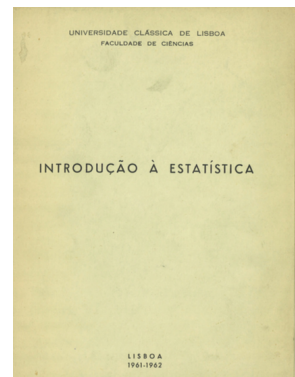 UNIVERSIDADE CLÁSSICA DE LISBOA
FACULDADE DE CIÊNCIAS
INTRODUÇÃO À ESTATÍSTICA
LISBOA
1961-1962